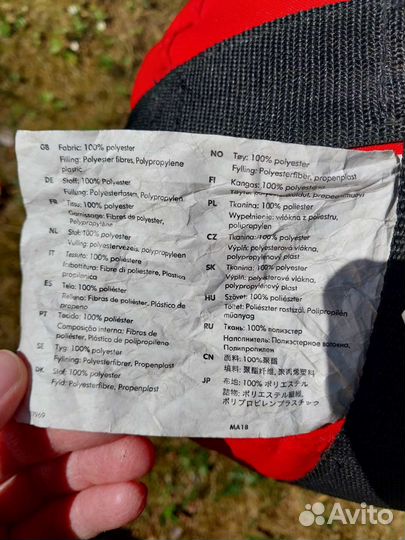 GB Fabric: 100% polyester
Filling: Polyester fibres, Polypropylene
plastic
DE Stoff: 100% Polyester
Füllung: Polyesterfasern, Polypropylen
FR Tissu: 100% Polyester
Garnissage: Fibres de polyester,
Polypropylène
NL Stof: 100% polyester
Vulling: polyestervezels, polypropyleen
IT Tessuto: 100% poliestere
Imbottitura: Fibre di poliestere, Plastica
propilenica
ES Tela: 100% poliéster
Relleno: Fibras de poliéster, Plástico de
propeno
PT Tecido: 100% poliéster
Composição interna: Fibras de
poliéster, Plástico de polipropileno
SE Tyg: 100% polyester
Fyllning: Polyesterfibrer, Propenplast
DK Stof: 100% polyester
Fyld: Polyesterfibre, Propenplast
NO Tøy: 100% polyester
Fylling: Polyesterfiber, propenplast
FI Kangas: 100% polyesteria
PL Tkanina: 100% poliester
Wypełnienie: włókna z poliestru,
polipropylen
CZ Tkanina: 100% polyester
Výplň: polyesterová vlákna,
polypropylénový plast
SK Tkanina: 100% polyester
Výplň: polyesterové vlákna,
polypropylénový plast
HU Szövet: 100% poliészter
Töltet: poliészter rostszál. Polipropilén
műanyag
RU Ткань: 100% полиэстер
Наполнитель: Полиэстерное волокно,
Полипропилен
CN 面料: 100%聚酯
填料: 聚酯纤维, 聚丙烯塑料
JP 布地: 100% ポリエステル
詰物: ポリエステル繊維,
ポリプロピレンプラスチック
MA18
Avito